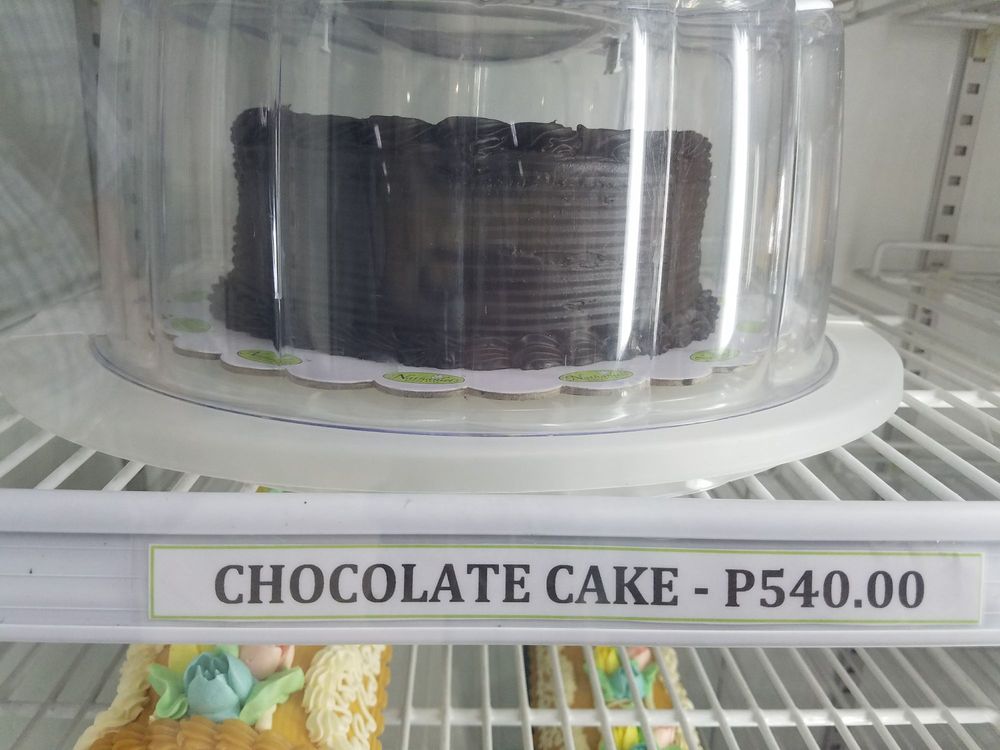 CHOCOLATE CAKE - P540.00